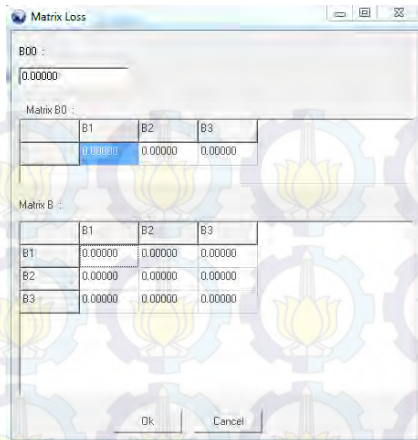 Matrix Loss
B00 :
0.00000
Matrix B0 :
B1 B2 B3
0.00000 0.00000 0.00000
Matrix B :
B1 B2 B3
B1 0.00000 0.00000 0.00000
B2 0.00000 0.00000 0.00000
B3 0.00000 0.00000 0.00000
Ok Cancel